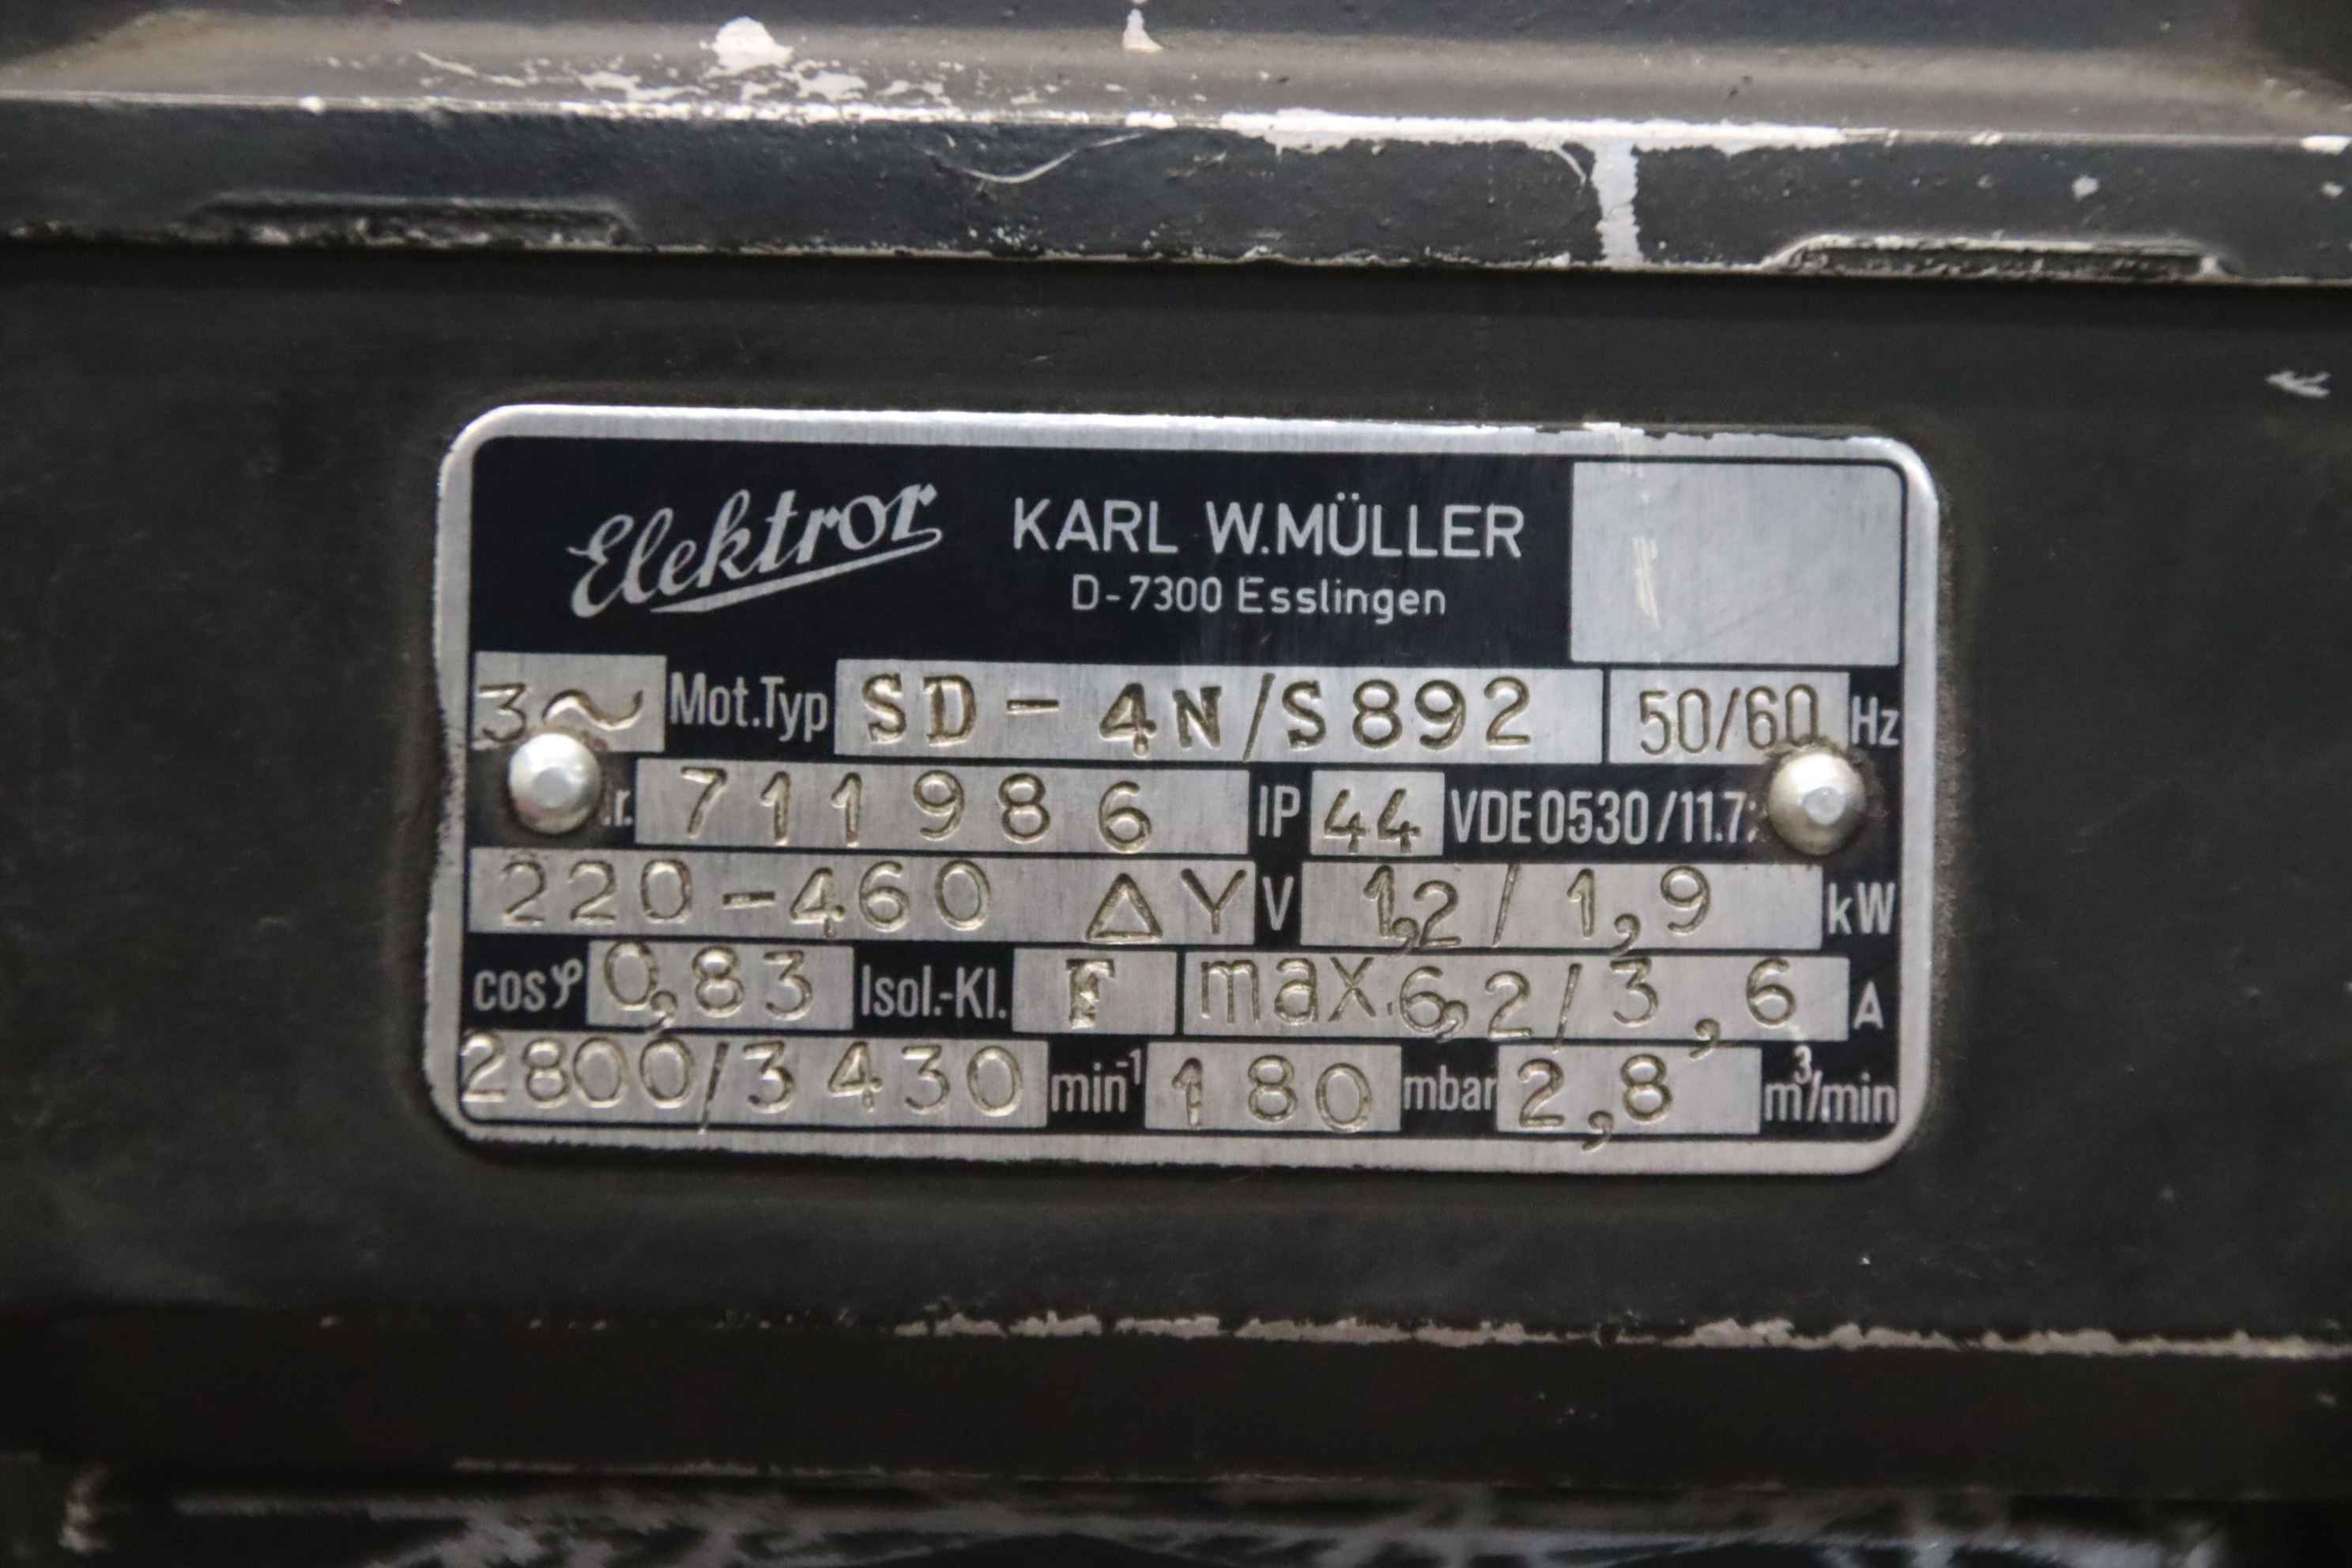 Elektror KARL W.MÜLLER
D-7300 Esslingen
3~ Mot.Typ SD-4N/S892 50/60 Hz
711986 IP 44 VDE0530/11.7
220-460 △ Y V 1,2/1,9 kW
cosφ 0,83 Isol.-Kl. F max.6,2/3,6 A
2800/3430 min⁻¹ 180 mbar 2,8 m³/min